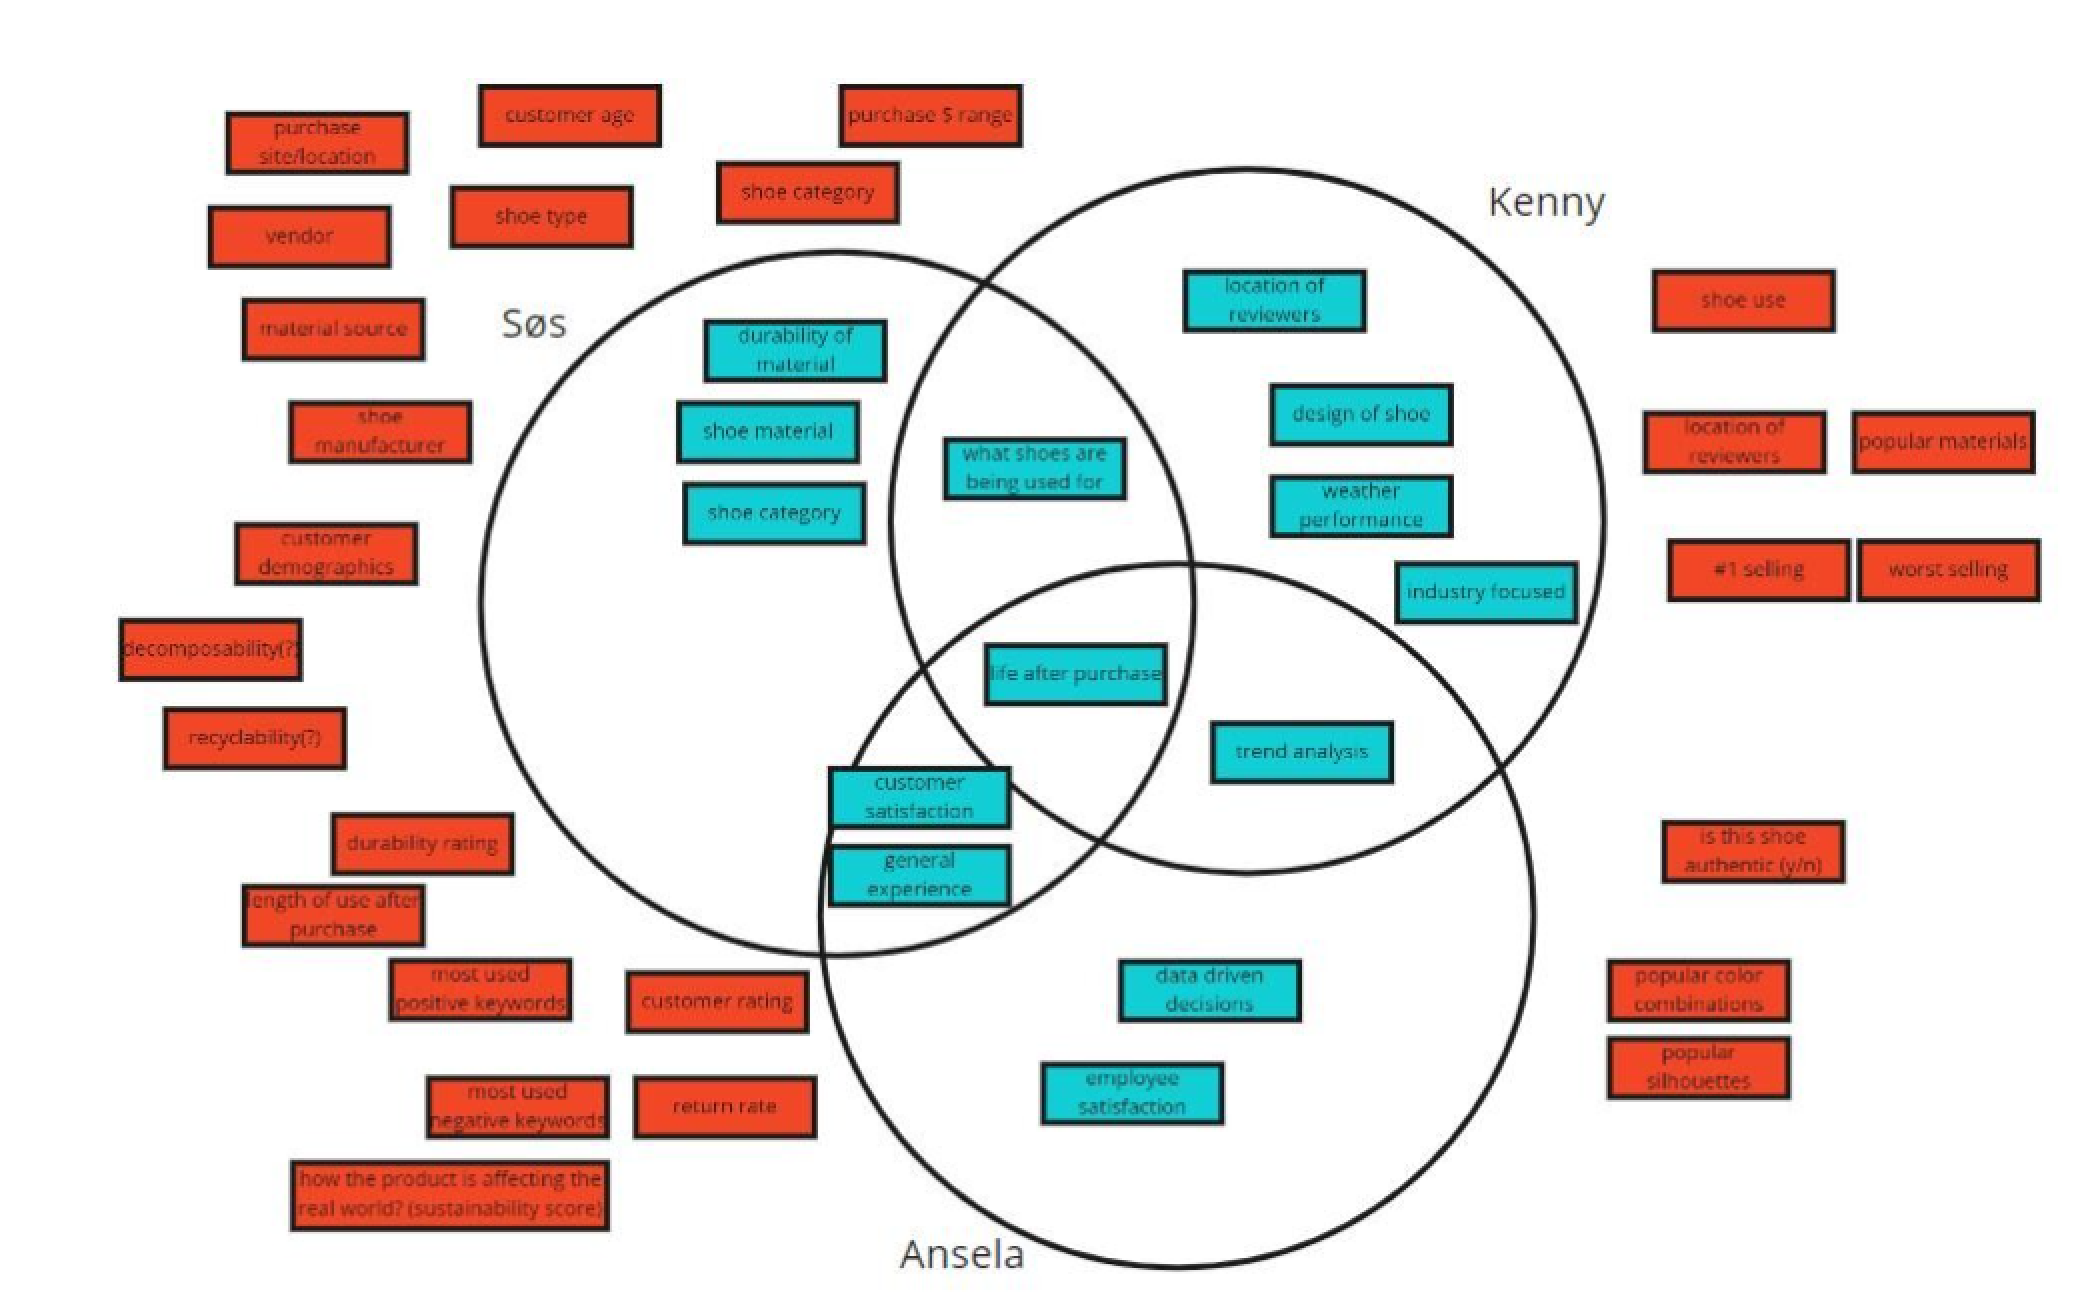 customer age
purchase $ range
purchase
site/location
shoe category
shoe type
vendor
Kenny
material source
Søs
location of
reviewers
shoe use
durability of
material
shoe
manufacturer
shoe material
what shoes are
being used for
design of shoe
location of
reviewers
popular materials
shoe category
weather
performance
customer
demographics
industry focused
#1 selling
worst selling
decomposability(?)
life after purchase
recyclability(?)
trend analysis
customer
satisfaction
durability rating
general
experience
is this shoe
authentic (y/n)
length of use after
purchase
most used
positive keywords
customer rating
data driven
decisions
popular color
combinations
most used
negative keywords
return rate
employee
satisfaction
popular
silhouettes
how the product is affecting the
real world? (sustainability score)
Ansela